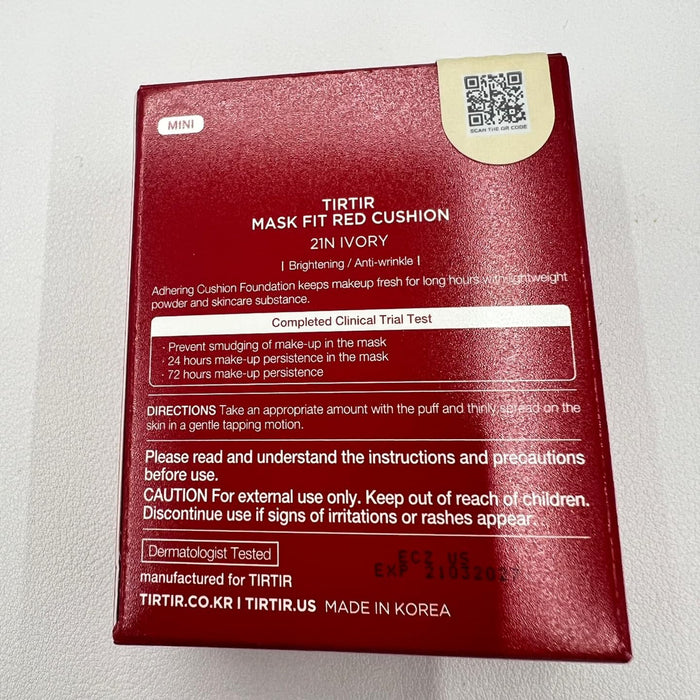 MINI
SCAN THE QR CODE
TIRTIR
MASK FIT RED CUSHION
21N IVORY
| Brightening / Anti-wrinkle |
Adhering Cushion Foundation keeps makeup fresh for long hours with lightweight
powder and skincare substance.
Completed Clinical Trial Test
· Prevent smudging of make-up in the mask
· 24 hours make-up persistence in the mask
· 72 hours make-up persistence
DIRECTIONS Take an appropriate amount with the puff and thinly spread on the
skin in a gentle tapping motion.
Please read and understand the instructions and precautions
before use.
CAUTION For external use only. Keep out of reach of children.
Discontinue use if signs of irritations or rashes appear.
Dermatologist Tested
EC2 US
EXP 21032027
manufactured for TIRTIR
TIRTIR.CO.KR | TIRTIR.US MADE IN KOREA